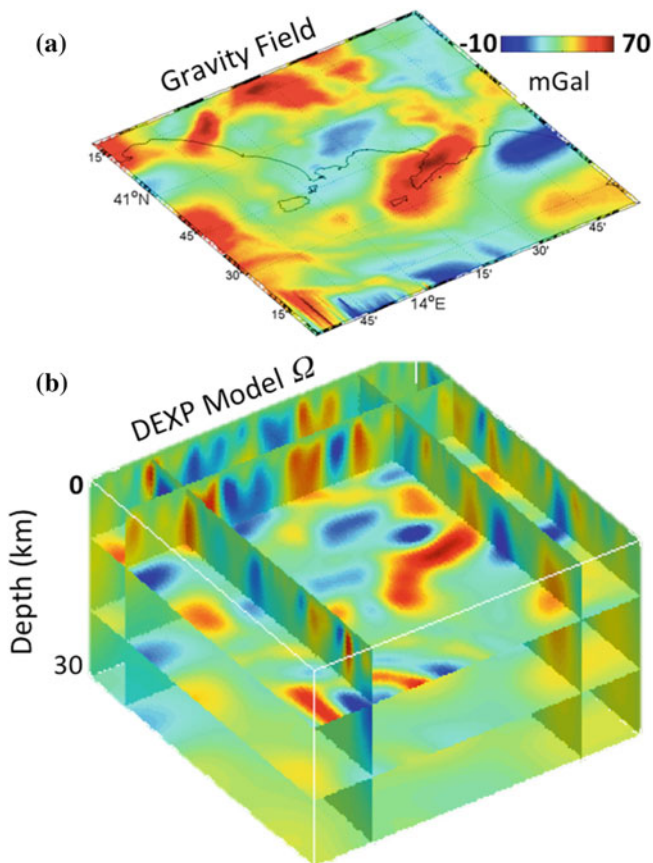 (a)
Gravity Field
-10 70
mGal
15'
41°N
45'
30'
15'
45'
14°E
15'
30'
45'
(b)
DEXP Model Ω
0
Depth (km)
30